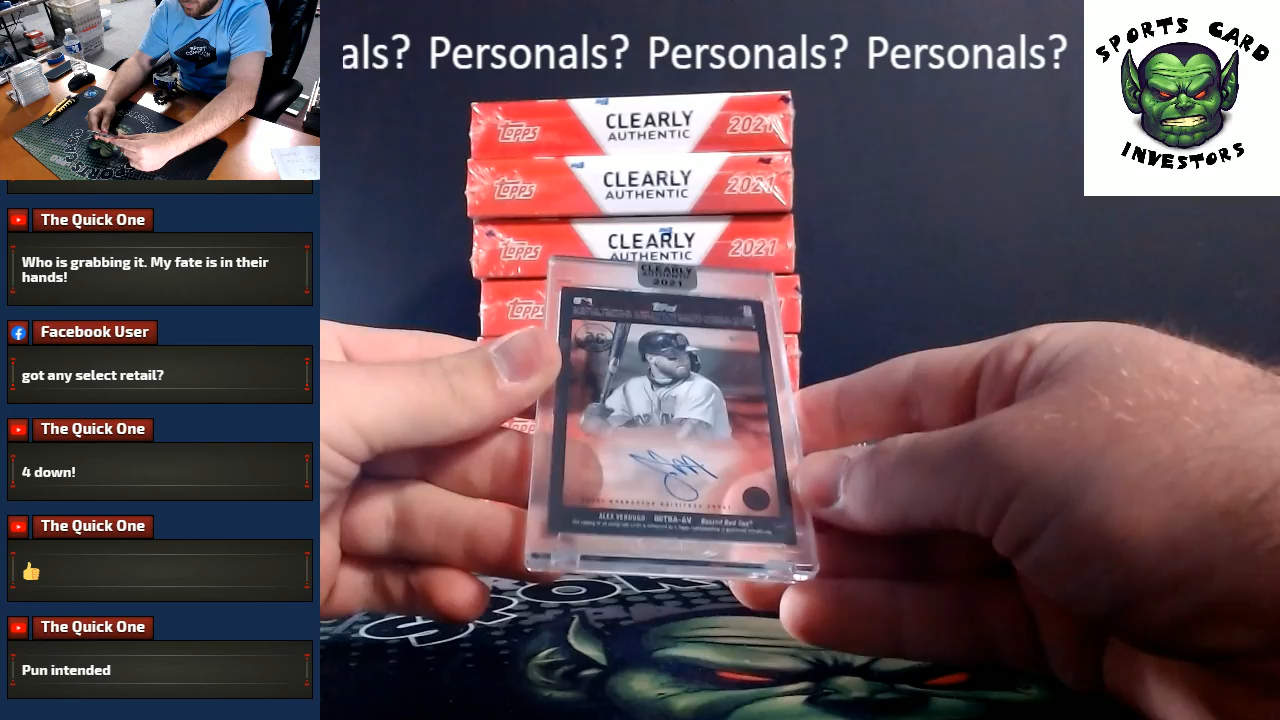 als? Personals? Personals? Personals?
SPORTS CARD
INVESTORS
The Quick One
Who is grabbing it. My fate is in their
hands!
Facebook User
got any select retail?
The Quick One
4 down!
The Quick One
👍
The Quick One
Pun intended
Topps
CLEARLY
AUTHENTIC
2021
Topps
CLEARLY
AUTHENTIC
2021
Topps
CLEARLY
AUTHENTIC
2021
Topps
CLEARLY
AUTHENTIC
2021
Topps
ALEX VERDUGO
Boston Red Sox
SPOR